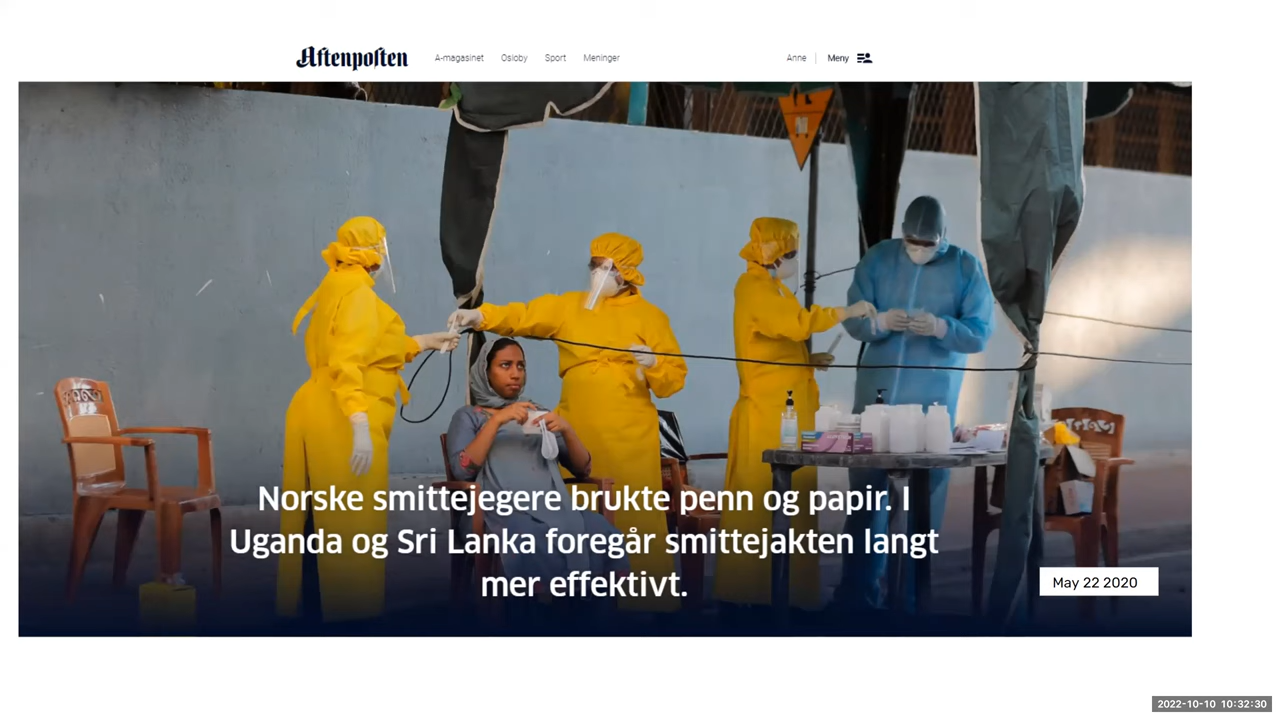 Aftenposten A-magasinet Osloby Sport Meninger Anne Meny
Norske smittejegere brukte penn og papir. I
Uganda og Sri Lanka foregår smittejakten langt
mer effektivt.
May 22 2020
2022-10-10 10:32:30